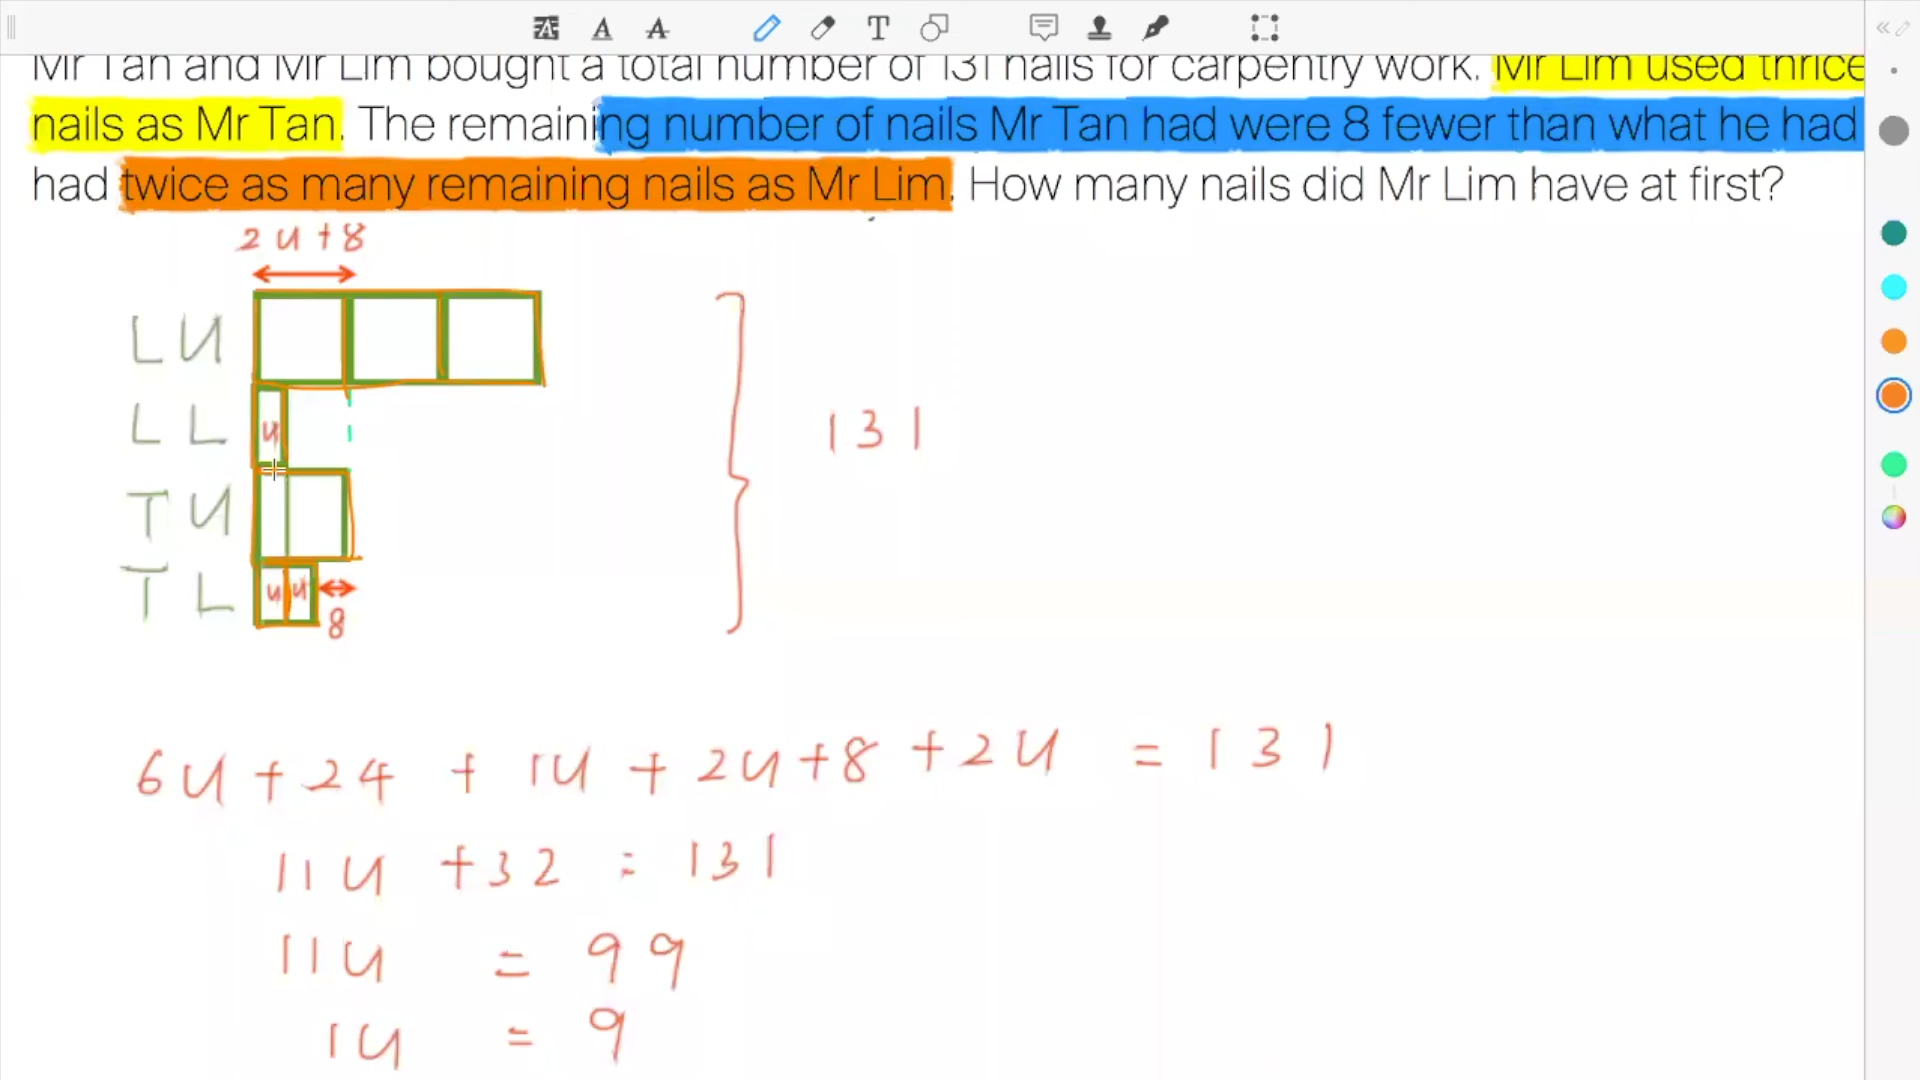 Mr Tan and Mr Lim bought a total number of 131 nails for carpentry work. Mr Lim used thrice
nails as Mr Tan. The remaining number of nails Mr Tan had were 8 fewer than what he had
had twice as many remaining nails as Mr Lim. How many nails did Mr Lim have at first?
2u+8
LU
LL
u
131
TU
TL
u u
8
6u + 24 + 1u + 2u+8 + 2u = 131
11u +32 = 131
11u = 99
1u = 9